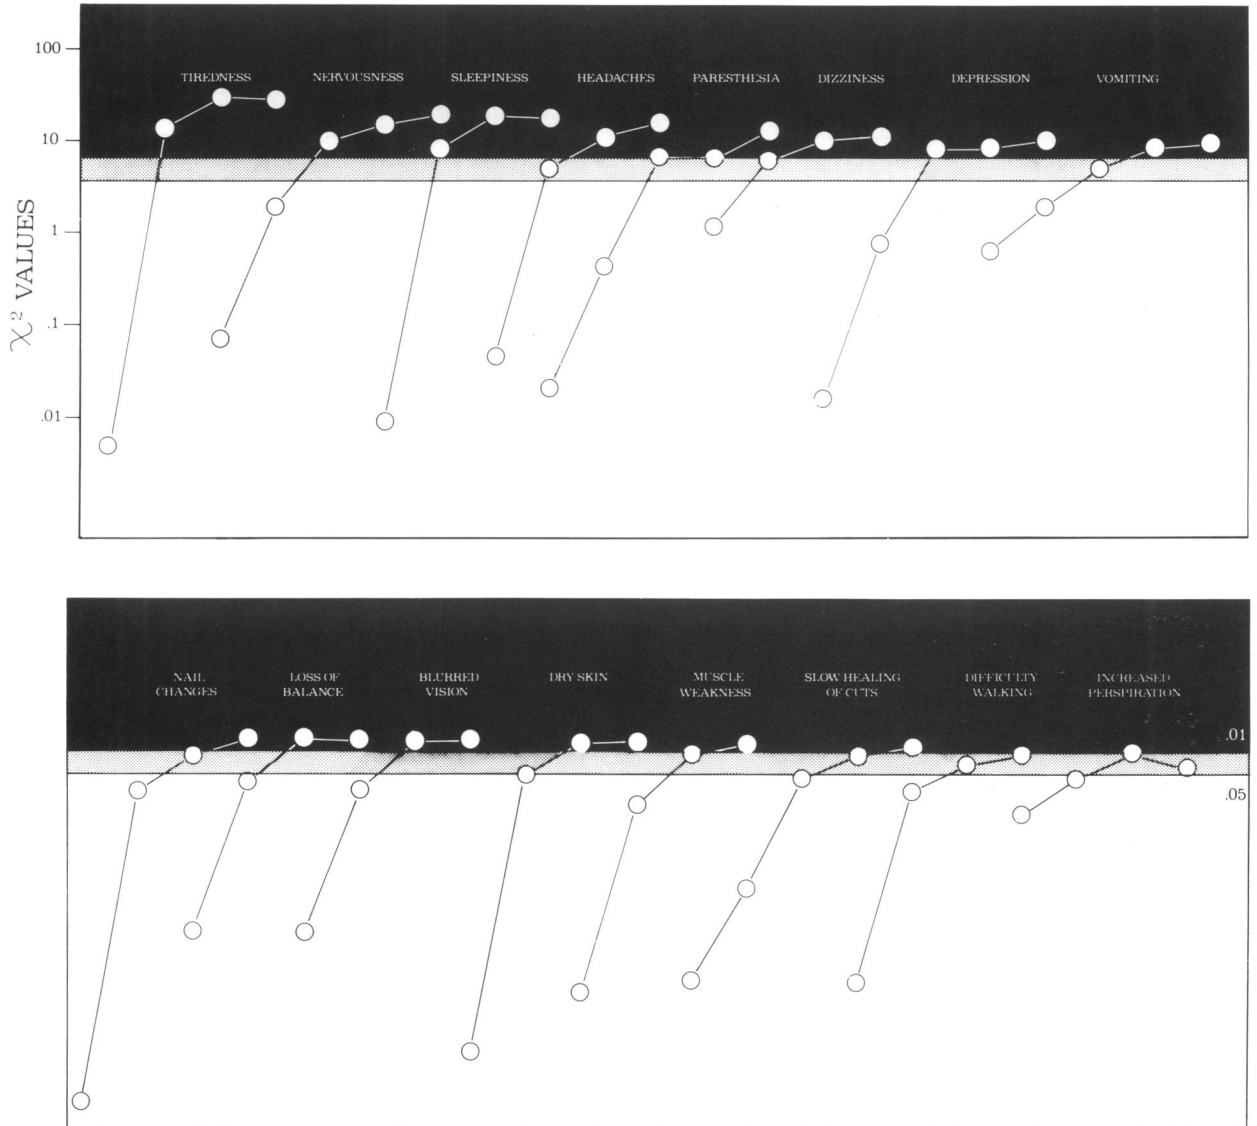 100
TIREDNESS NERVOUSNESS SLEEPINESS HEADACHES PARESTHESIA DIZZINESS DEPRESSION VOMITING
10
1
.1
.01
χ² VALUES
NAIL CHANGES
LOSS OF BALANCE
BLURRED VISION
DRY SKIN
MUSCLE WEAKNESS
SLOW HEALING OF CUTS
DIFFICULTY WALKING
INCREASED PERSPIRATION
.01
.05